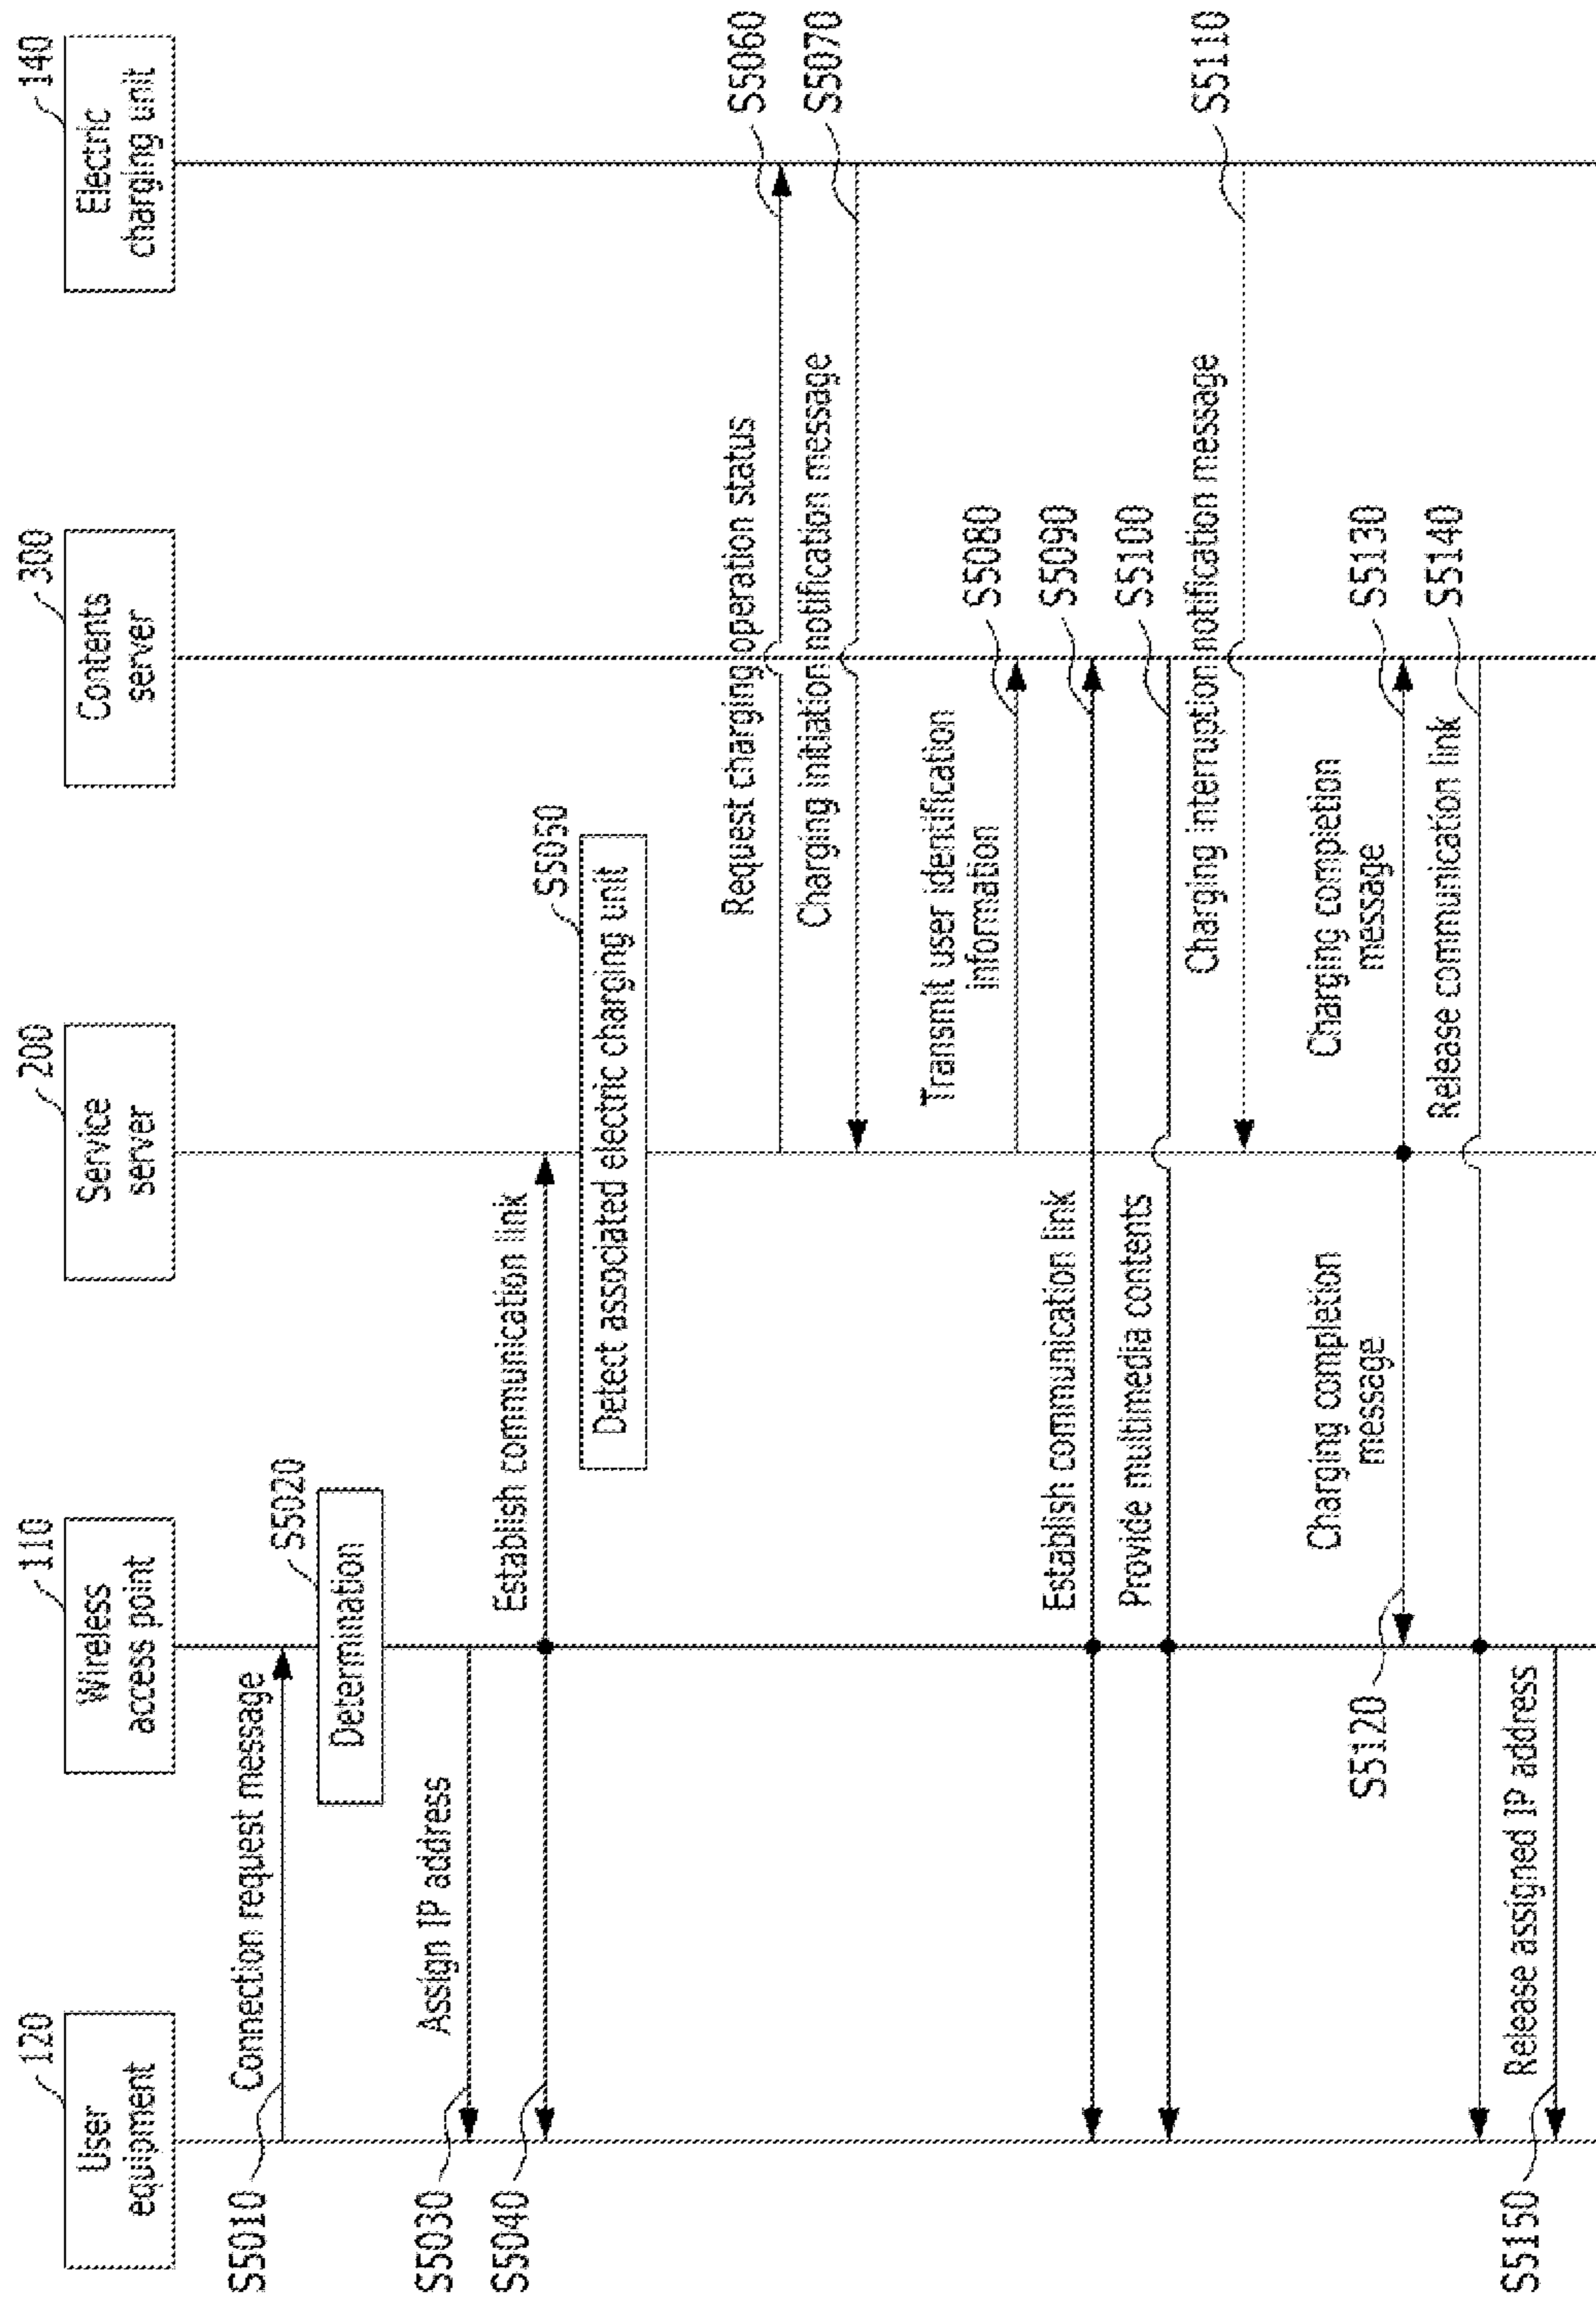 120
User
equipment
110
Wireless
access point
200
Service
server
300
Contents
server
140
Electric
charging unit
S5010
Connection request message
S5020
Determination
S5030
Assign IP address
S5040
Establish communication link
S5050
Detect associated electric charging unit
Request charging operation status
S5060
Charging initiation notification message
S5070
Transmit user identification
information
S5080
Establish communication link
S5090
Provide multimedia contents
S5100
Charging interruption notification message
S5110
S5120
Charging completion
message
Charging completion
message
S5130
Release communication link
S5140
S5150
Release assigned IP address